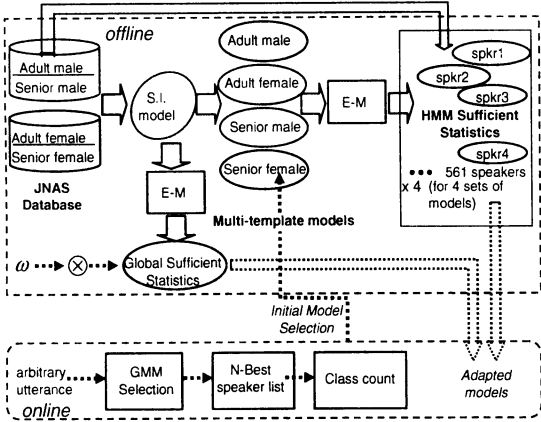 offline
Adult male
Senior male
Adult female
Senior female
JNAS
Database
S.I.
model
Adult male
Adult female
Senior male
Senior female
E-M
E-M
spkr1
spkr2
spkr3
HMM Sufficient
Statistics
spkr4
••• 561 speakers
x 4 (for 4 sets of
models)
Multi-template models
ω
Global Sufficient
Statistics
Initial Model
Selection
arbitrary
utterance
GMM
Selection
N-Best
speaker list
Class count
Adapted
models
online